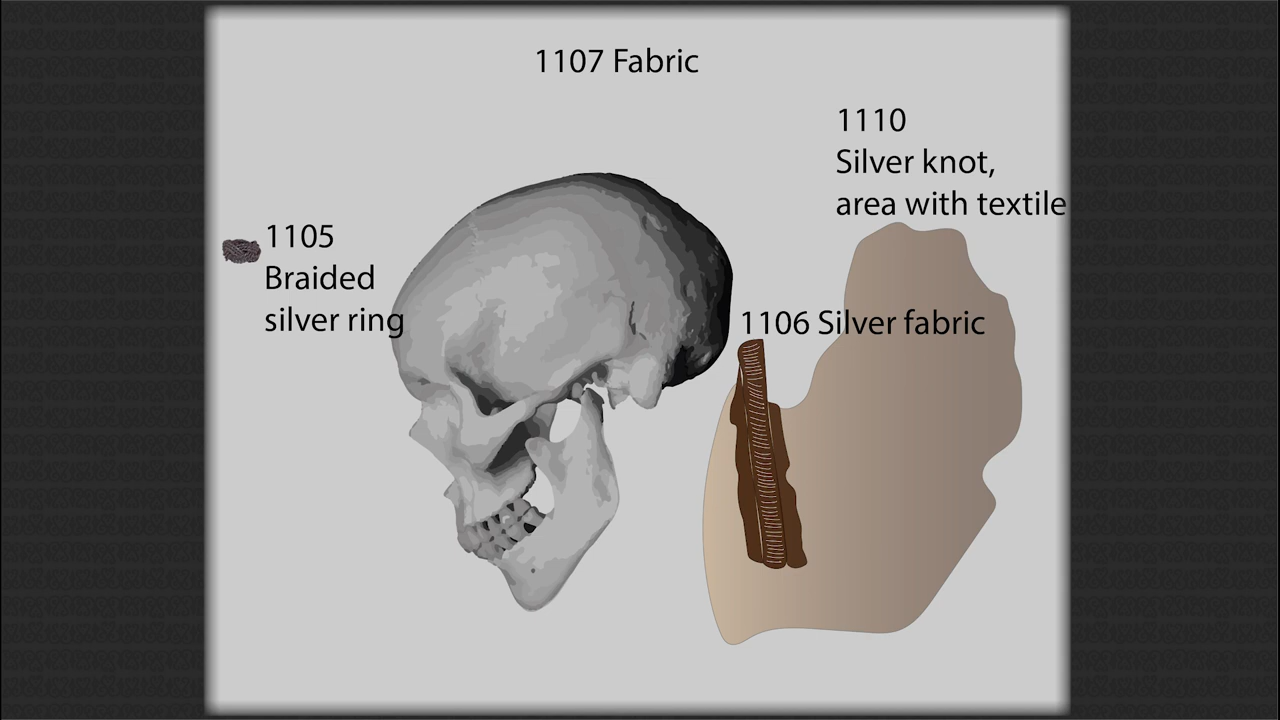 1107 Fabric
1110
Silver knot,
area with textile
1105
Braided
silver ring
1106 Silver fabric